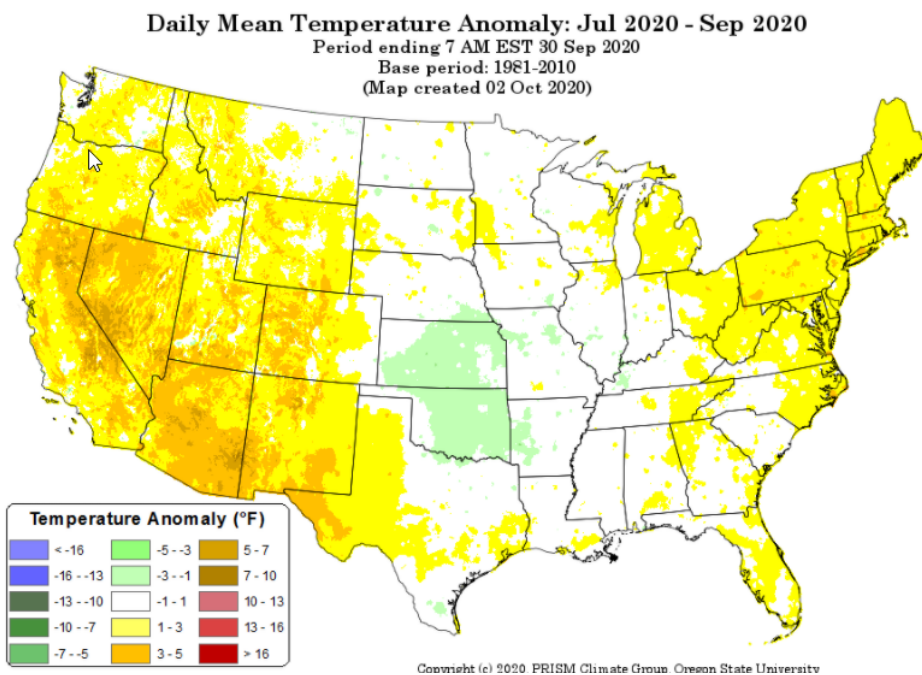 Daily Mean Temperature Anomaly: Jul 2020 - Sep 2020
Period ending 7 AM EST 30 Sep 2020
Base period: 1981-2010
(Map created 02 Oct 2020)
Temperature Anomaly (°F)
< -16
-5 - -3
5 - 7
-16 - -13
-3 - -1
7 - 10
-13 - -10
-1 - 1
10 - 13
-10 - -7
1 - 3
13 - 16
-7 - -5
3 - 5
> 16
Copyright (c) 2020, PRISM Climate Group, Oregon State University